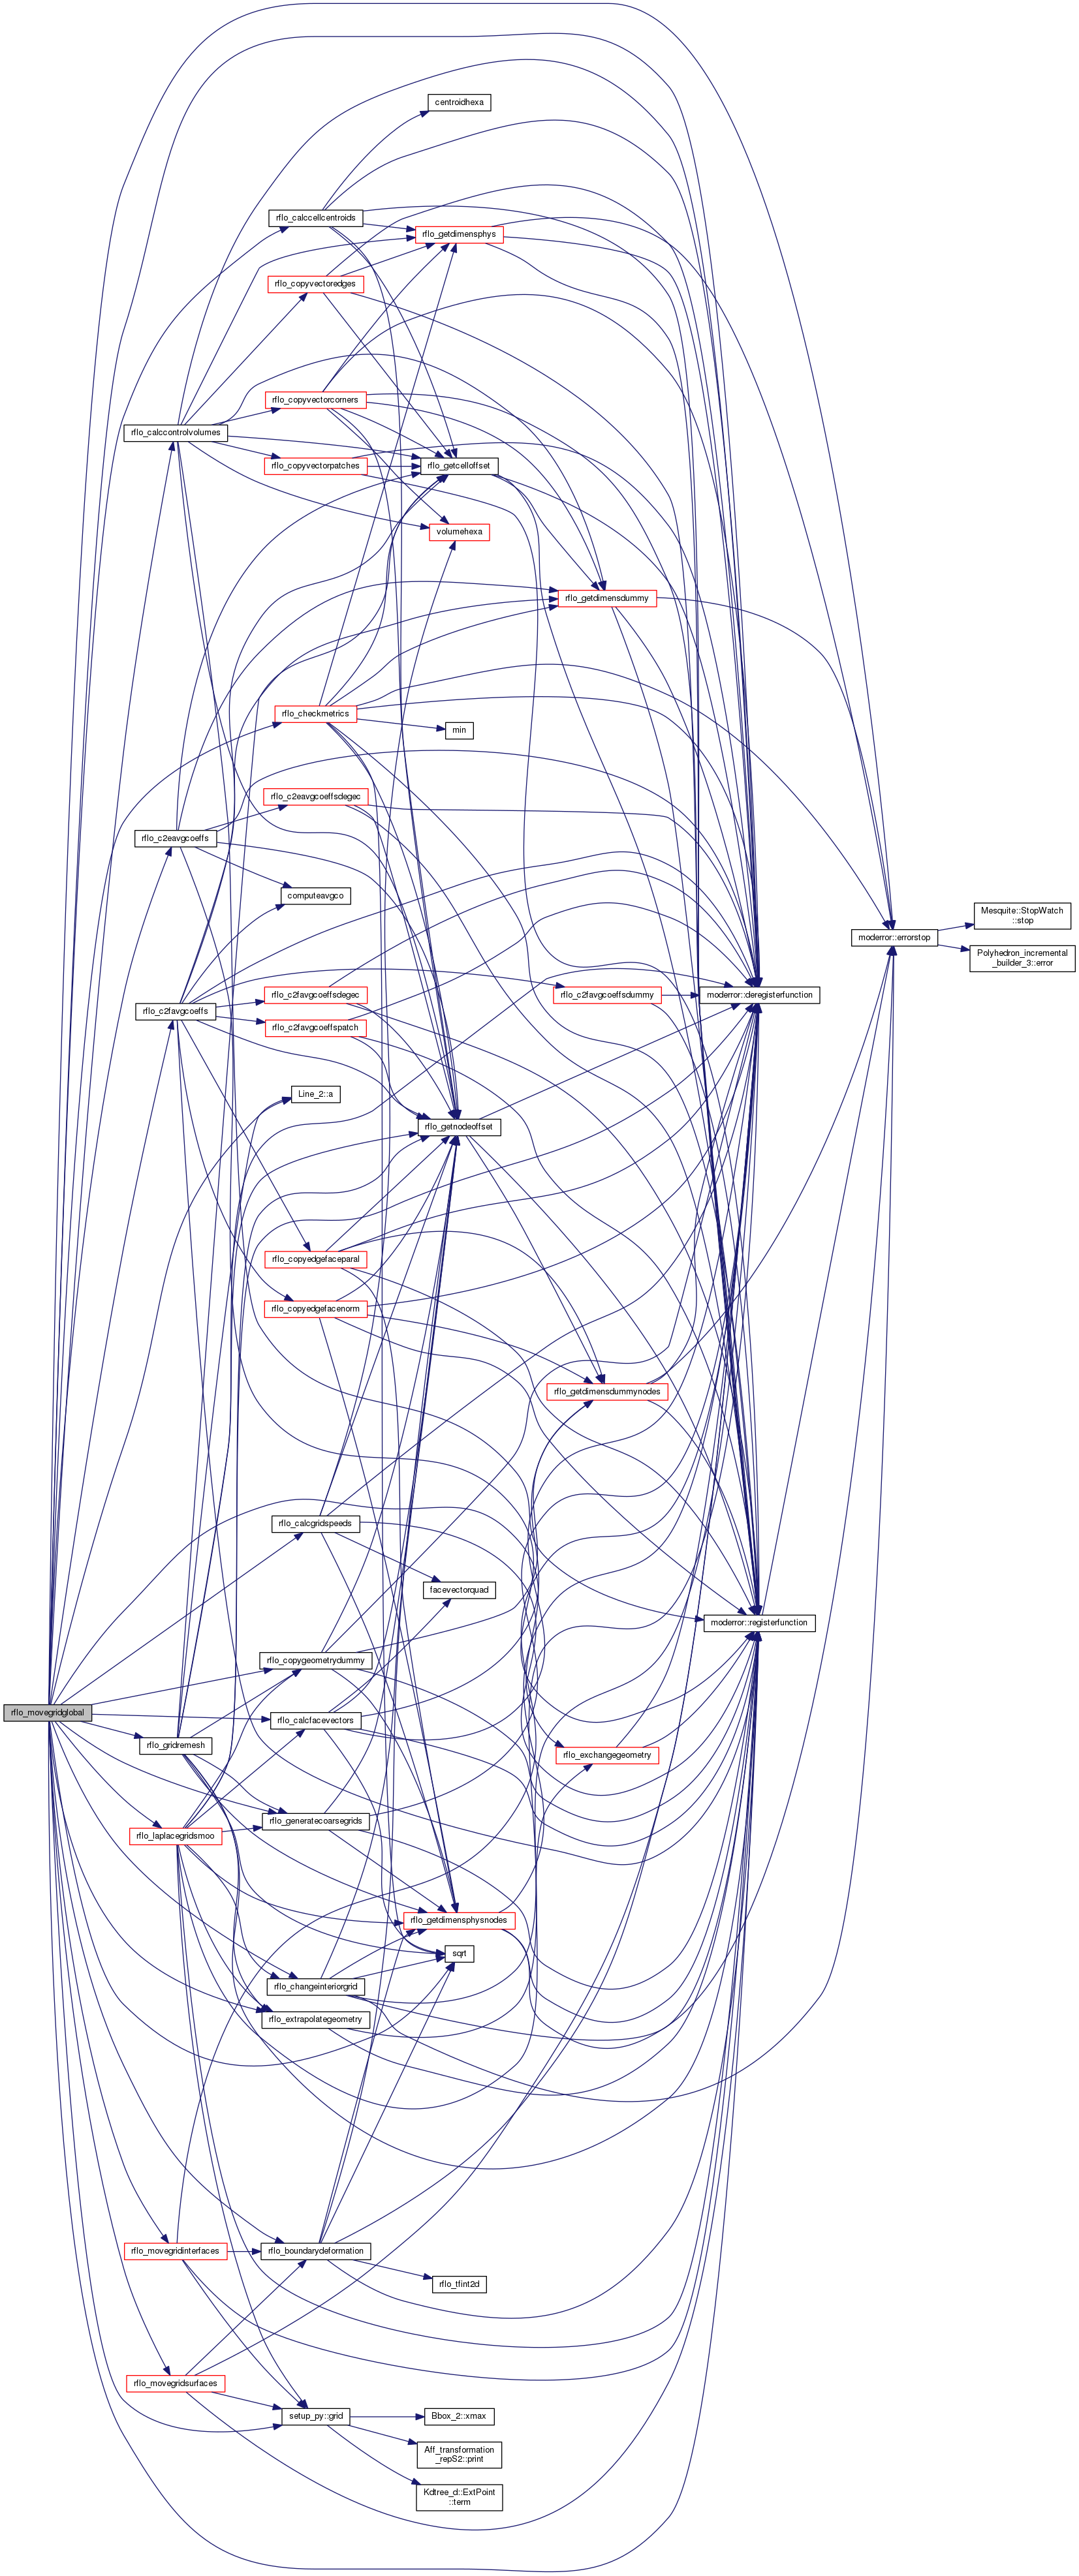 centroidhexa
rflo_calccellcentroids
rflo_getdimensphys
rflo_copyvectoredges
rflo_copyvectorcorners
rflo_calccontrolvolumes
rflo_copyvectorpatches
rflo_getcelloffset
volumehexa
rflo_getdimensdummy
rflo_checkmetrics
min
rflo_c2eavgcoeffsdegec
rflo_c2eavgcoeffs
computeavgco
Mesquite::StopWatch
::stop
moderror::errorstop
Polyhedron_incremental
_builder_3::error
rflo_c2favgcoeffsdegec
rflo_c2favgcoeffsdummy
moderror::deregisterfunction
rflo_c2favgcoeffs
rflo_c2favgcoeffspatch
Line_2::a
rflo_getnodeoffset
rflo_copyedgefaceparal
rflo_copyedgefacenorm
rflo_getdimensdummynodes
rflo_calcgridspeeds
facevectorquad
moderror::registerfunction
rflo_copygeometrydummy
rflo_movegridglobal
rflo_calcfacevectors
rflo_gridremesh
rflo_exchangegeometry
rflo_generatecoarsegrids
rflo_laplacegridsmoo
rflo_getdimensphysnodes
sqrt
rflo_changeinteriorgrid
rflo_extrapolategeometry
rflo_movegridinterfaces
rflo_boundarydeformation
rflo_tfint2d
rflo_movegridsurfaces
setup_py::grid
Bbox_2::xmax
Aff_transformation
_repS2::print
Kdtree_d::ExtPoint
::term